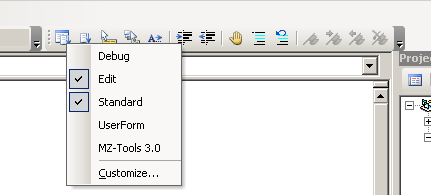 Debug
Edit
Standard
UserForm
MZ-Tools 3.0
Customize...
Projec